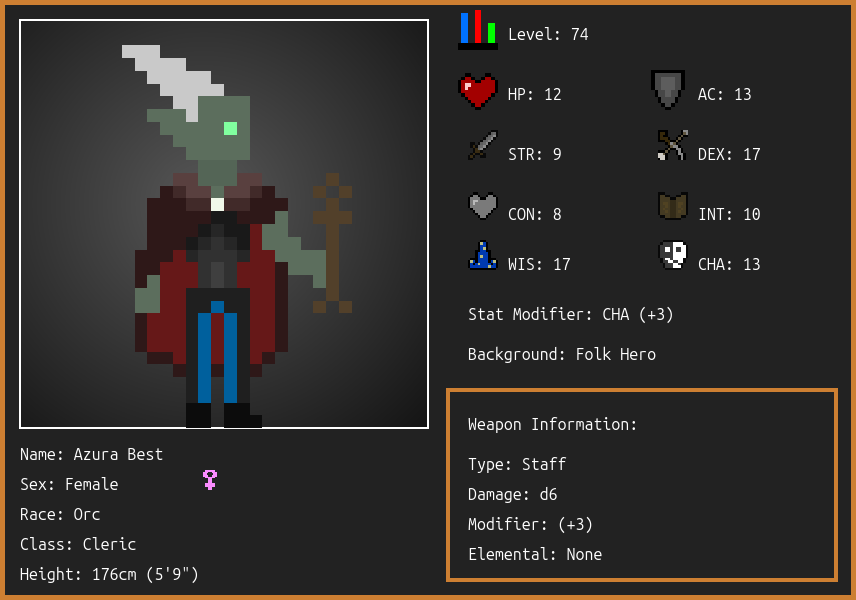 Level: 74
HP: 12
AC: 13
STR: 9
DEX: 17
CON: 8
INT: 10
WIS: 17
CHA: 13
Stat Modifier: CHA (+3)
Background: Folk Hero
Weapon Information:
Type: Staff
Damage: d6
Modifier: (+3)
Elemental: None
Name: Azura Best
Sex: Female
Race: Orc
Class: Cleric
Height: 176cm (5'9")